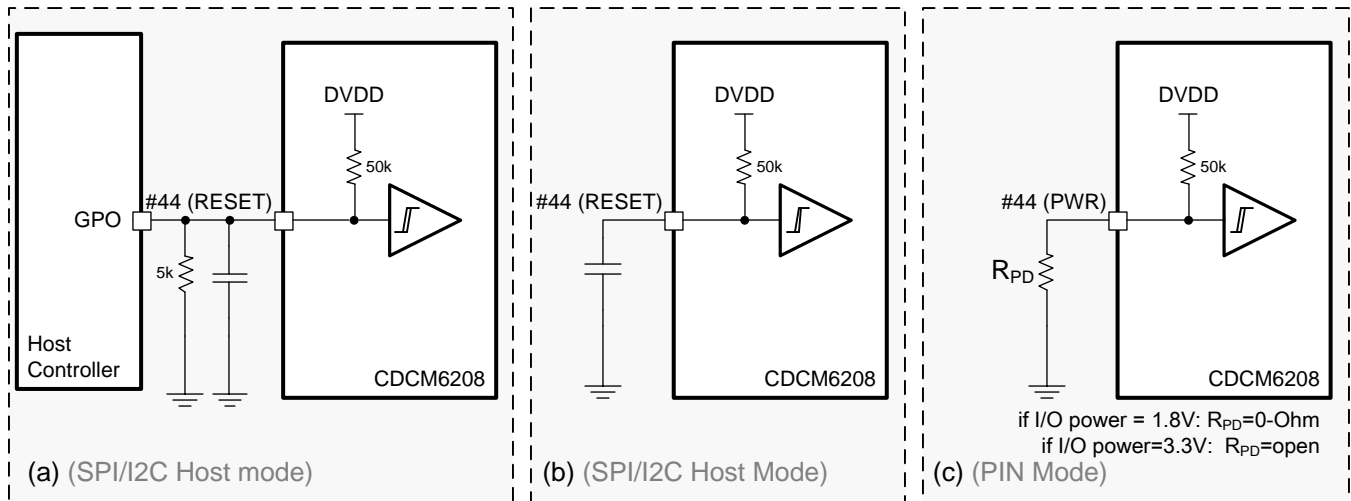 DVDD
50k
#44 (RESET)
GPO
5k
Host
Controller
CDCM6208
(a) (SPI/I2C Host mode)
DVDD
50k
#44 (RESET)
CDCM6208
(b) (SPI/I2C Host Mode)
DVDD
50k
#44 (PWR)
RPD
CDCM6208
if I/O power = 1.8V: RPD=0-Ohm
if I/O power=3.3V: RPD=open
(c) (PIN Mode)